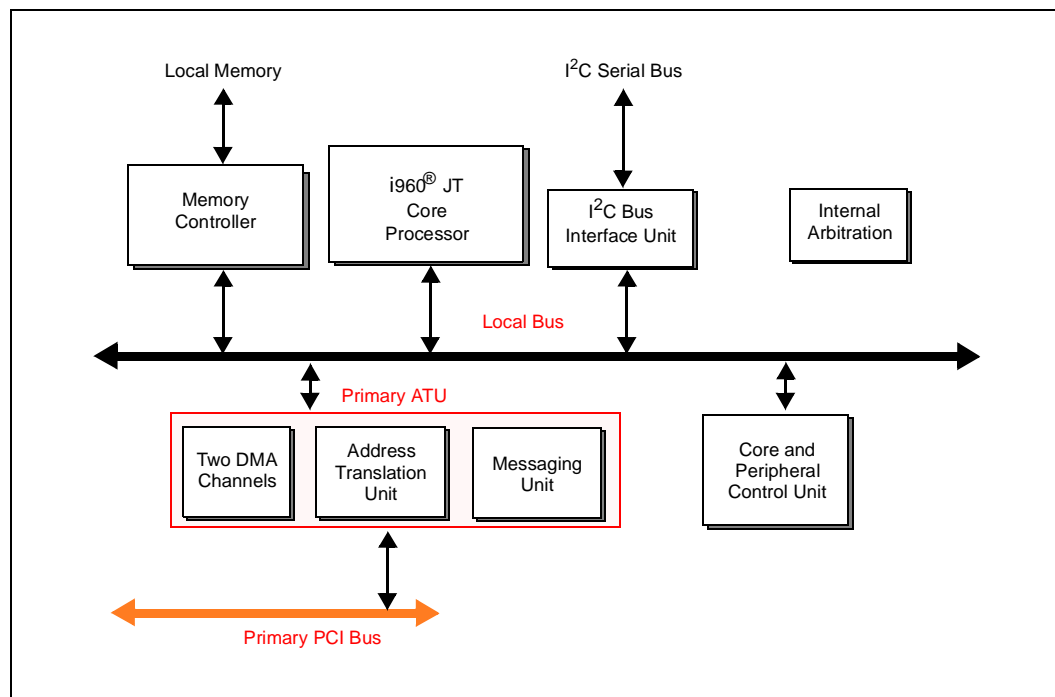 Local Memory
I²C Serial Bus
Memory
Controller
i960® JT
Core
Processor
I²C Bus
Interface Unit
Internal
Arbitration
Local Bus
Primary ATU
Two DMA
Channels
Address
Translation
Unit
Messaging
Unit
Core and
Peripheral
Control Unit
Primary PCI Bus